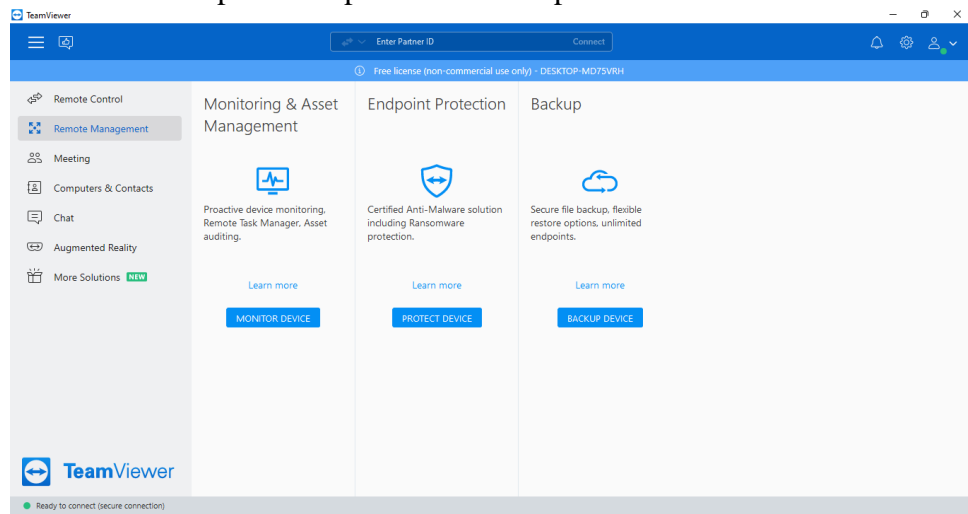 TeamViewer
Enter Partner ID
Connect
Free license (non-commercial use only) - DESKTOP-MD75VRH
Remote Control
Remote Management
Meeting
Computers & Contacts
Chat
Augmented Reality
More Solutions NEW
Monitoring & Asset
Management
Proactive device monitoring,
Remote Task Manager, Asset
auditing.
Learn more
MONITOR DEVICE
Endpoint Protection
Certified Anti-Malware solution
including Ransomware
protection.
Learn more
PROTECT DEVICE
Backup
Secure file backup, flexible
restore options, unlimited
endpoints.
Learn more
BACKUP DEVICE
TeamViewer
Ready to connect (secure connection)